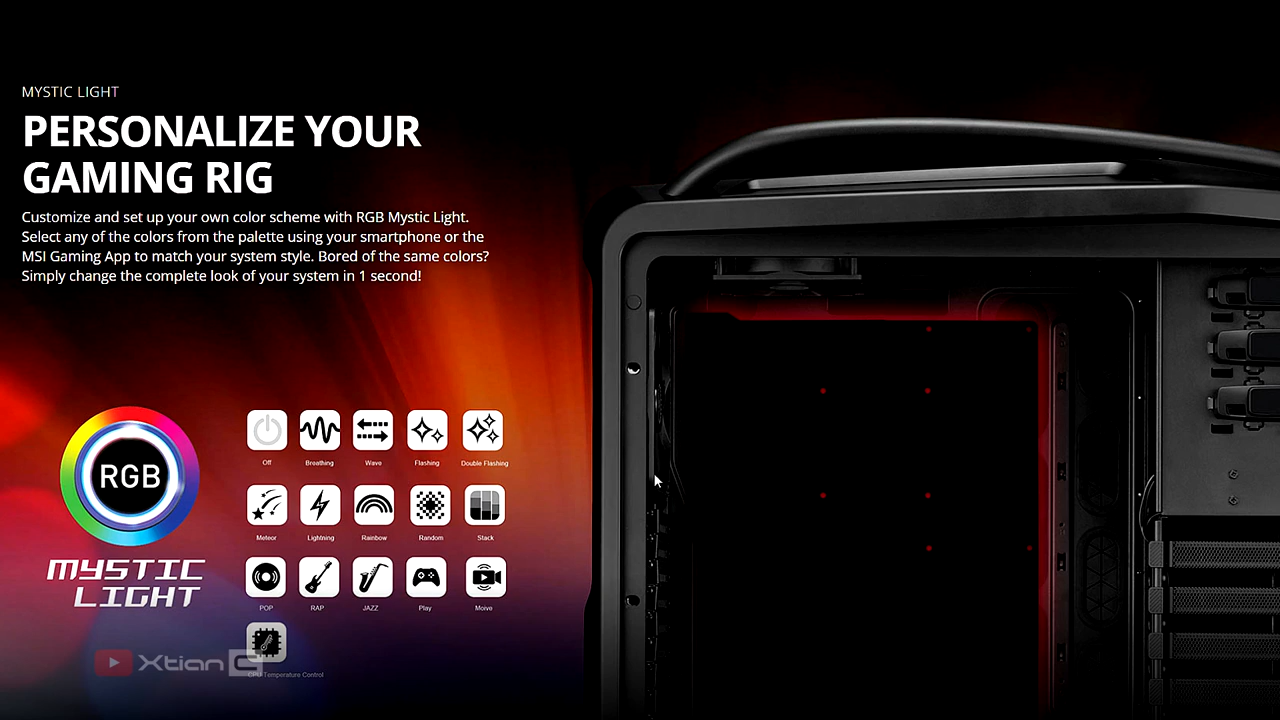 MYSTIC LIGHT
PERSONALIZE YOUR
GAMING RIG
Customize and set up your own color scheme with RGB Mystic Light.
Select any of the colors from the palette using your smartphone or the
MSI Gaming App to match your system style. Bored of the same colors?
Simply change the complete look of your system in 1 second!
RGB
MYSTIC
LIGHT
Off Breathing Wave Flashing Double Flashing
Meteor Lightning Rainbow Random Stack
POP RAP JAZZ Play Moive
Xtian C
CPU Temperature Control